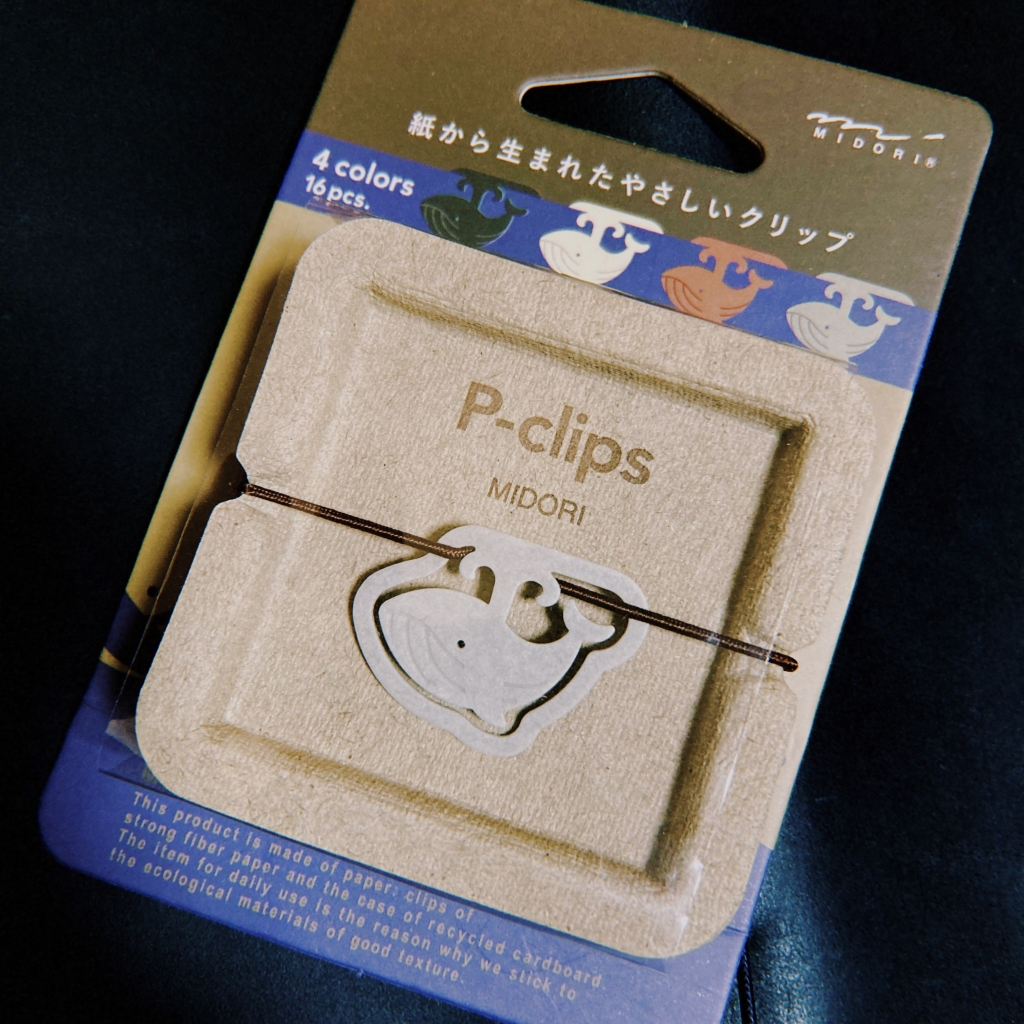 MIDORI®
紙から生まれたやさしいクリップ
4 colors
16 pcs.
P-clips
MIDORI
This product is made of paper: clips of
strong fiber paper and the case of recycled cardboard.
The item for daily use is the reason why we stick to
the ecological materials of good texture.